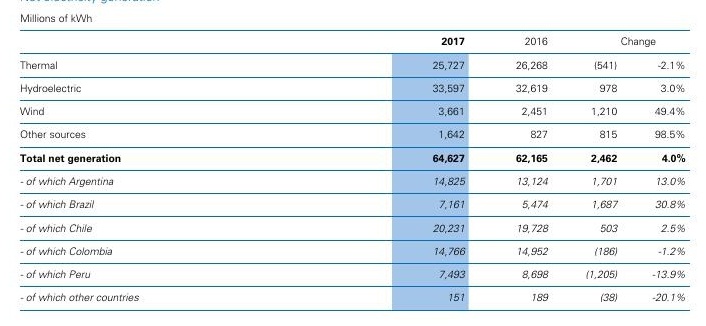 Net electricity generation
Millions of kWh
2017 2016 Change
Thermal 25,727 26,268 (541) -2.1%
Hydroelectric 33,597 32,619 978 3.0%
Wind 3,661 2,451 1,210 49.4%
Other sources 1,642 827 815 98.5%
Total net generation 64,627 62,165 2,462 4.0%
- of which Argentina 14,825 13,124 1,701 13.0%
- of which Brazil 7,161 5,474 1,687 30.8%
- of which Chile 20,231 19,728 503 2.5%
- of which Colombia 14,766 14,952 (186) -1.2%
- of which Peru 7,493 8,698 (1,205) -13.9%
- of which other countries 151 189 (38) -20.1%